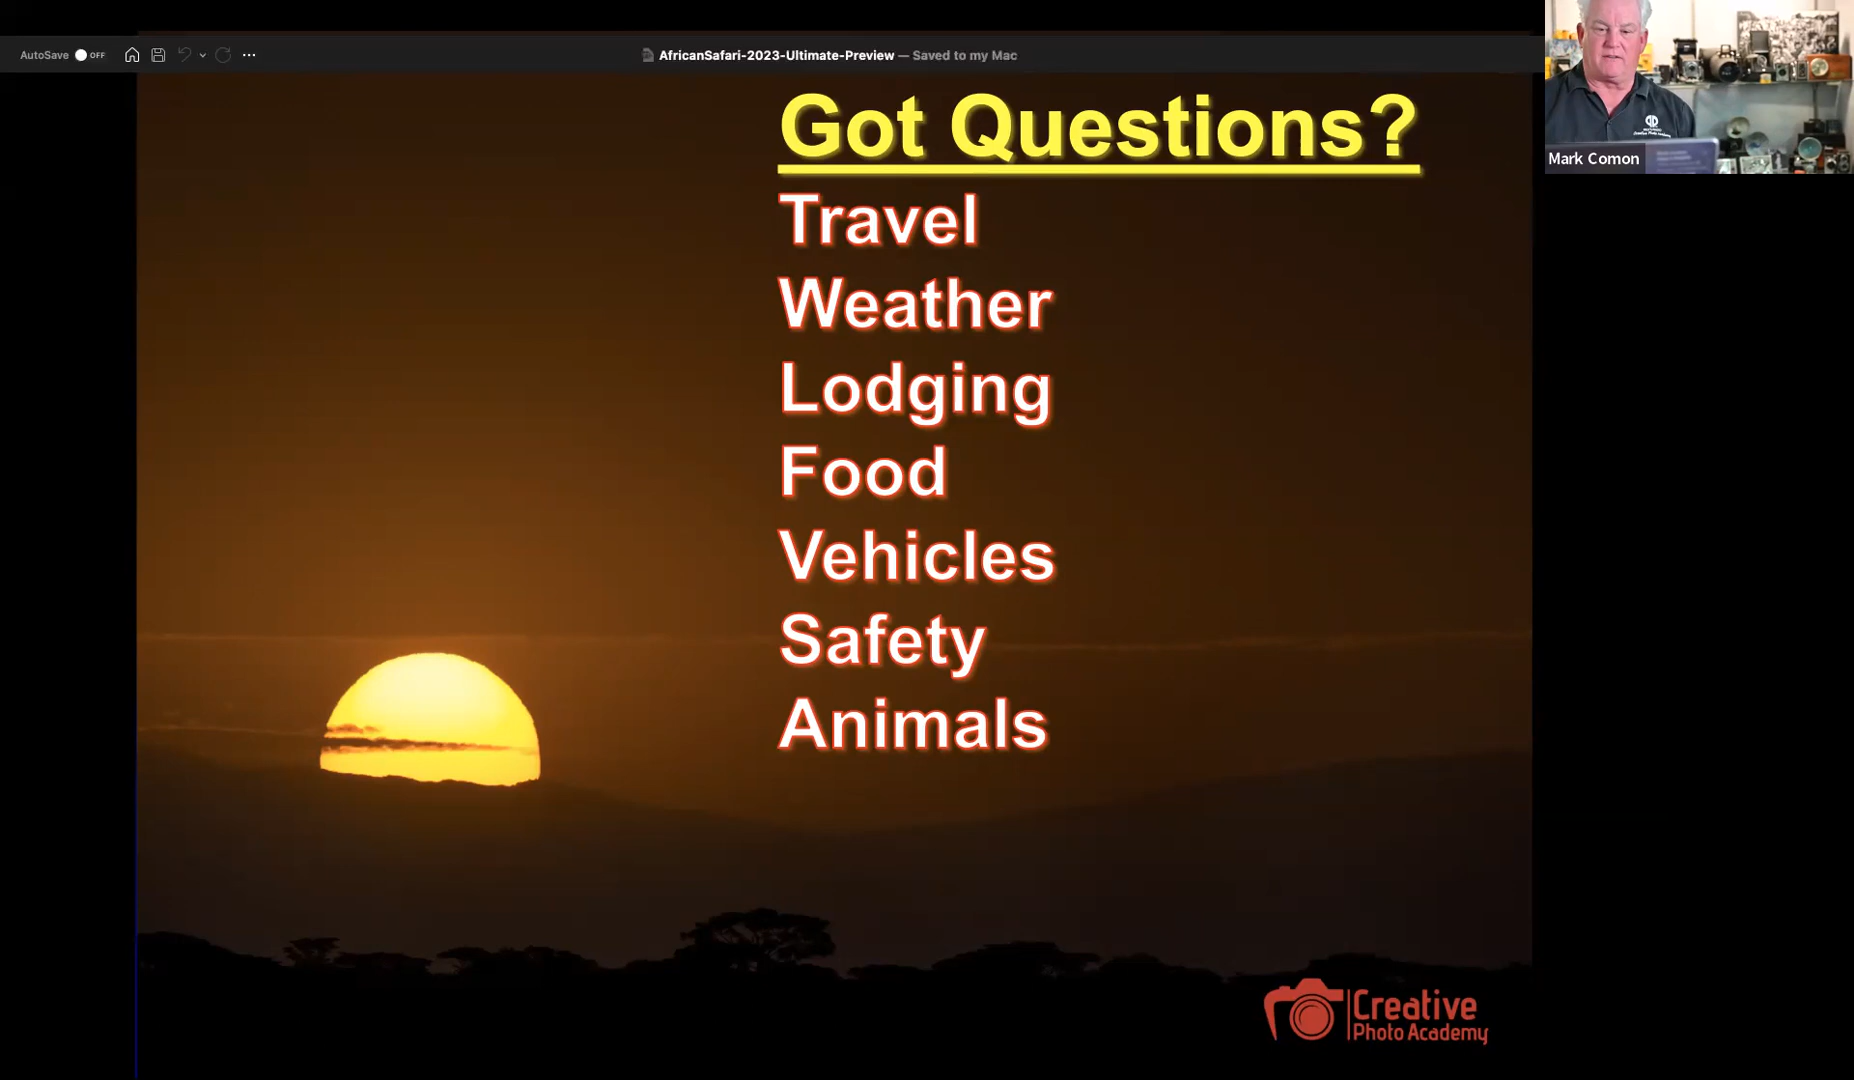 AutoSave OFF
AfricanSafari-2023-Ultimate-Preview — Saved to my Mac
Got Questions?
Travel
Weather
Lodging
Food
Vehicles
Safety
Animals
Mark Comon
Creative
Photo Academy